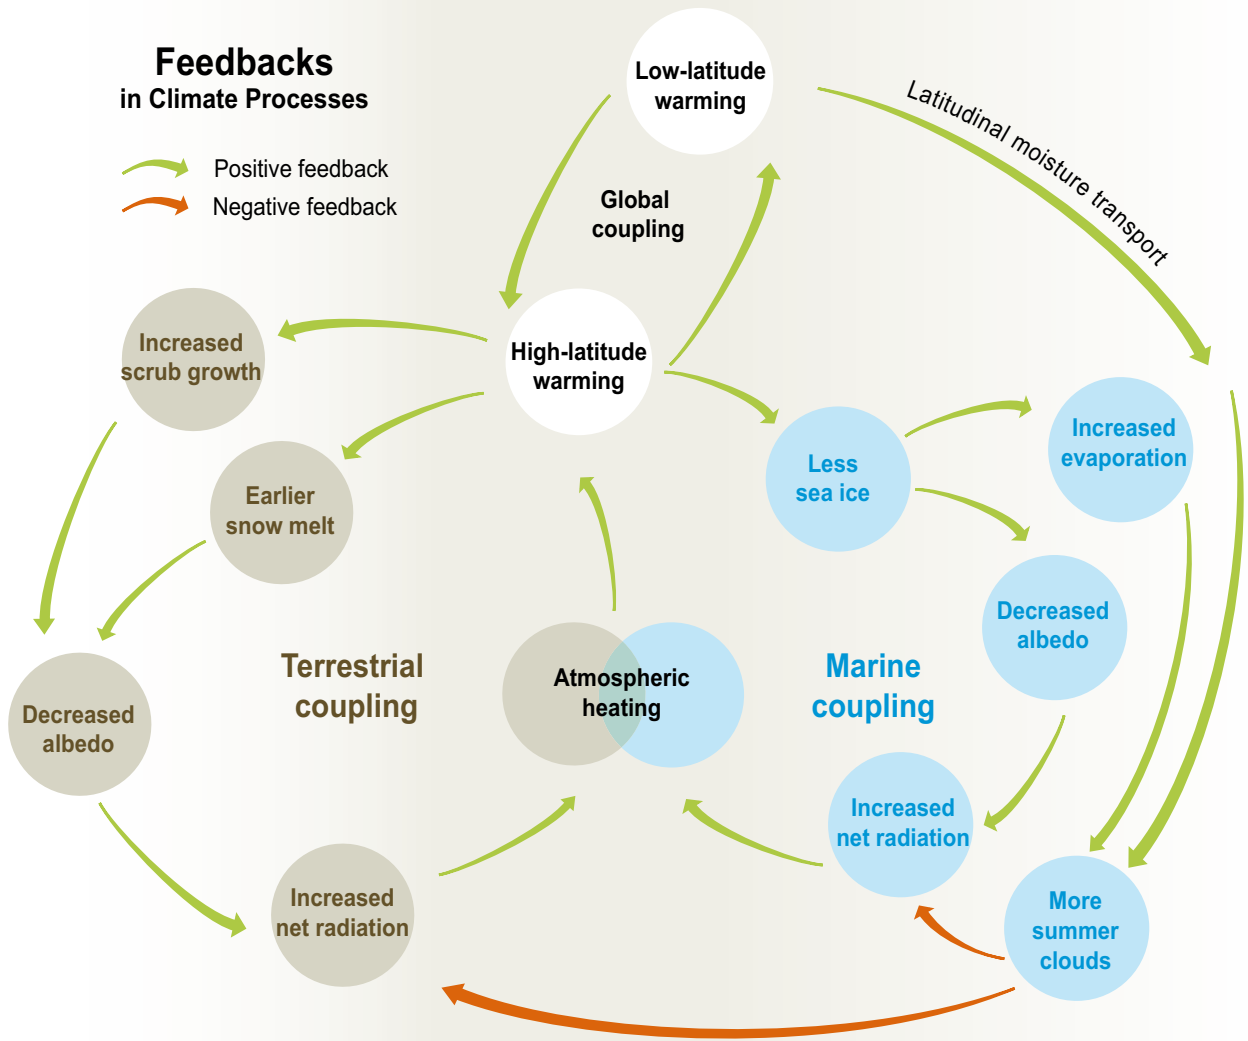 Feedbacks
in Climate Processes
Positive feedback
Negative feedback
Low-latitude
warming
Latitudinal moisture transport
Global
coupling
High-latitude
warming
Increased
scrub growth
Earlier
snow melt
Less
sea ice
Increased
evaporation
Decreased
albedo
Terrestrial
coupling
Atmospheric
heating
Marine
coupling
Decreased
albedo
Increased
net radiation
Increased
net radiation
More
summer
clouds